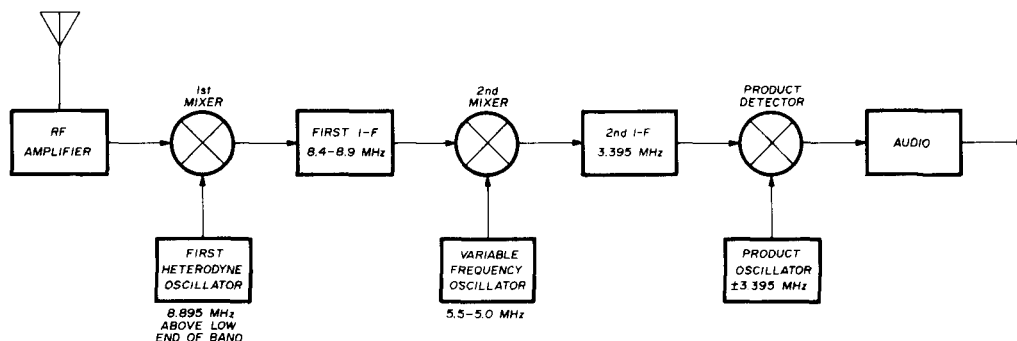 1st
MIXER
2nd
MIXER
PRODUCT
DETECTOR
RF
AMPLIFIER
FIRST I-F
8.4-8.9 MHz
2nd I-F
3.395 MHz
AUDIO
FIRST
HETERODYNE
OSCILLATOR
8.895 MHz
ABOVE LOW
END OF BAND
VARIABLE
FREQUENCY
OSCILLATOR
5.5-5.0 MHz
PRODUCT
OSCILLATOR
±3.395 MHz